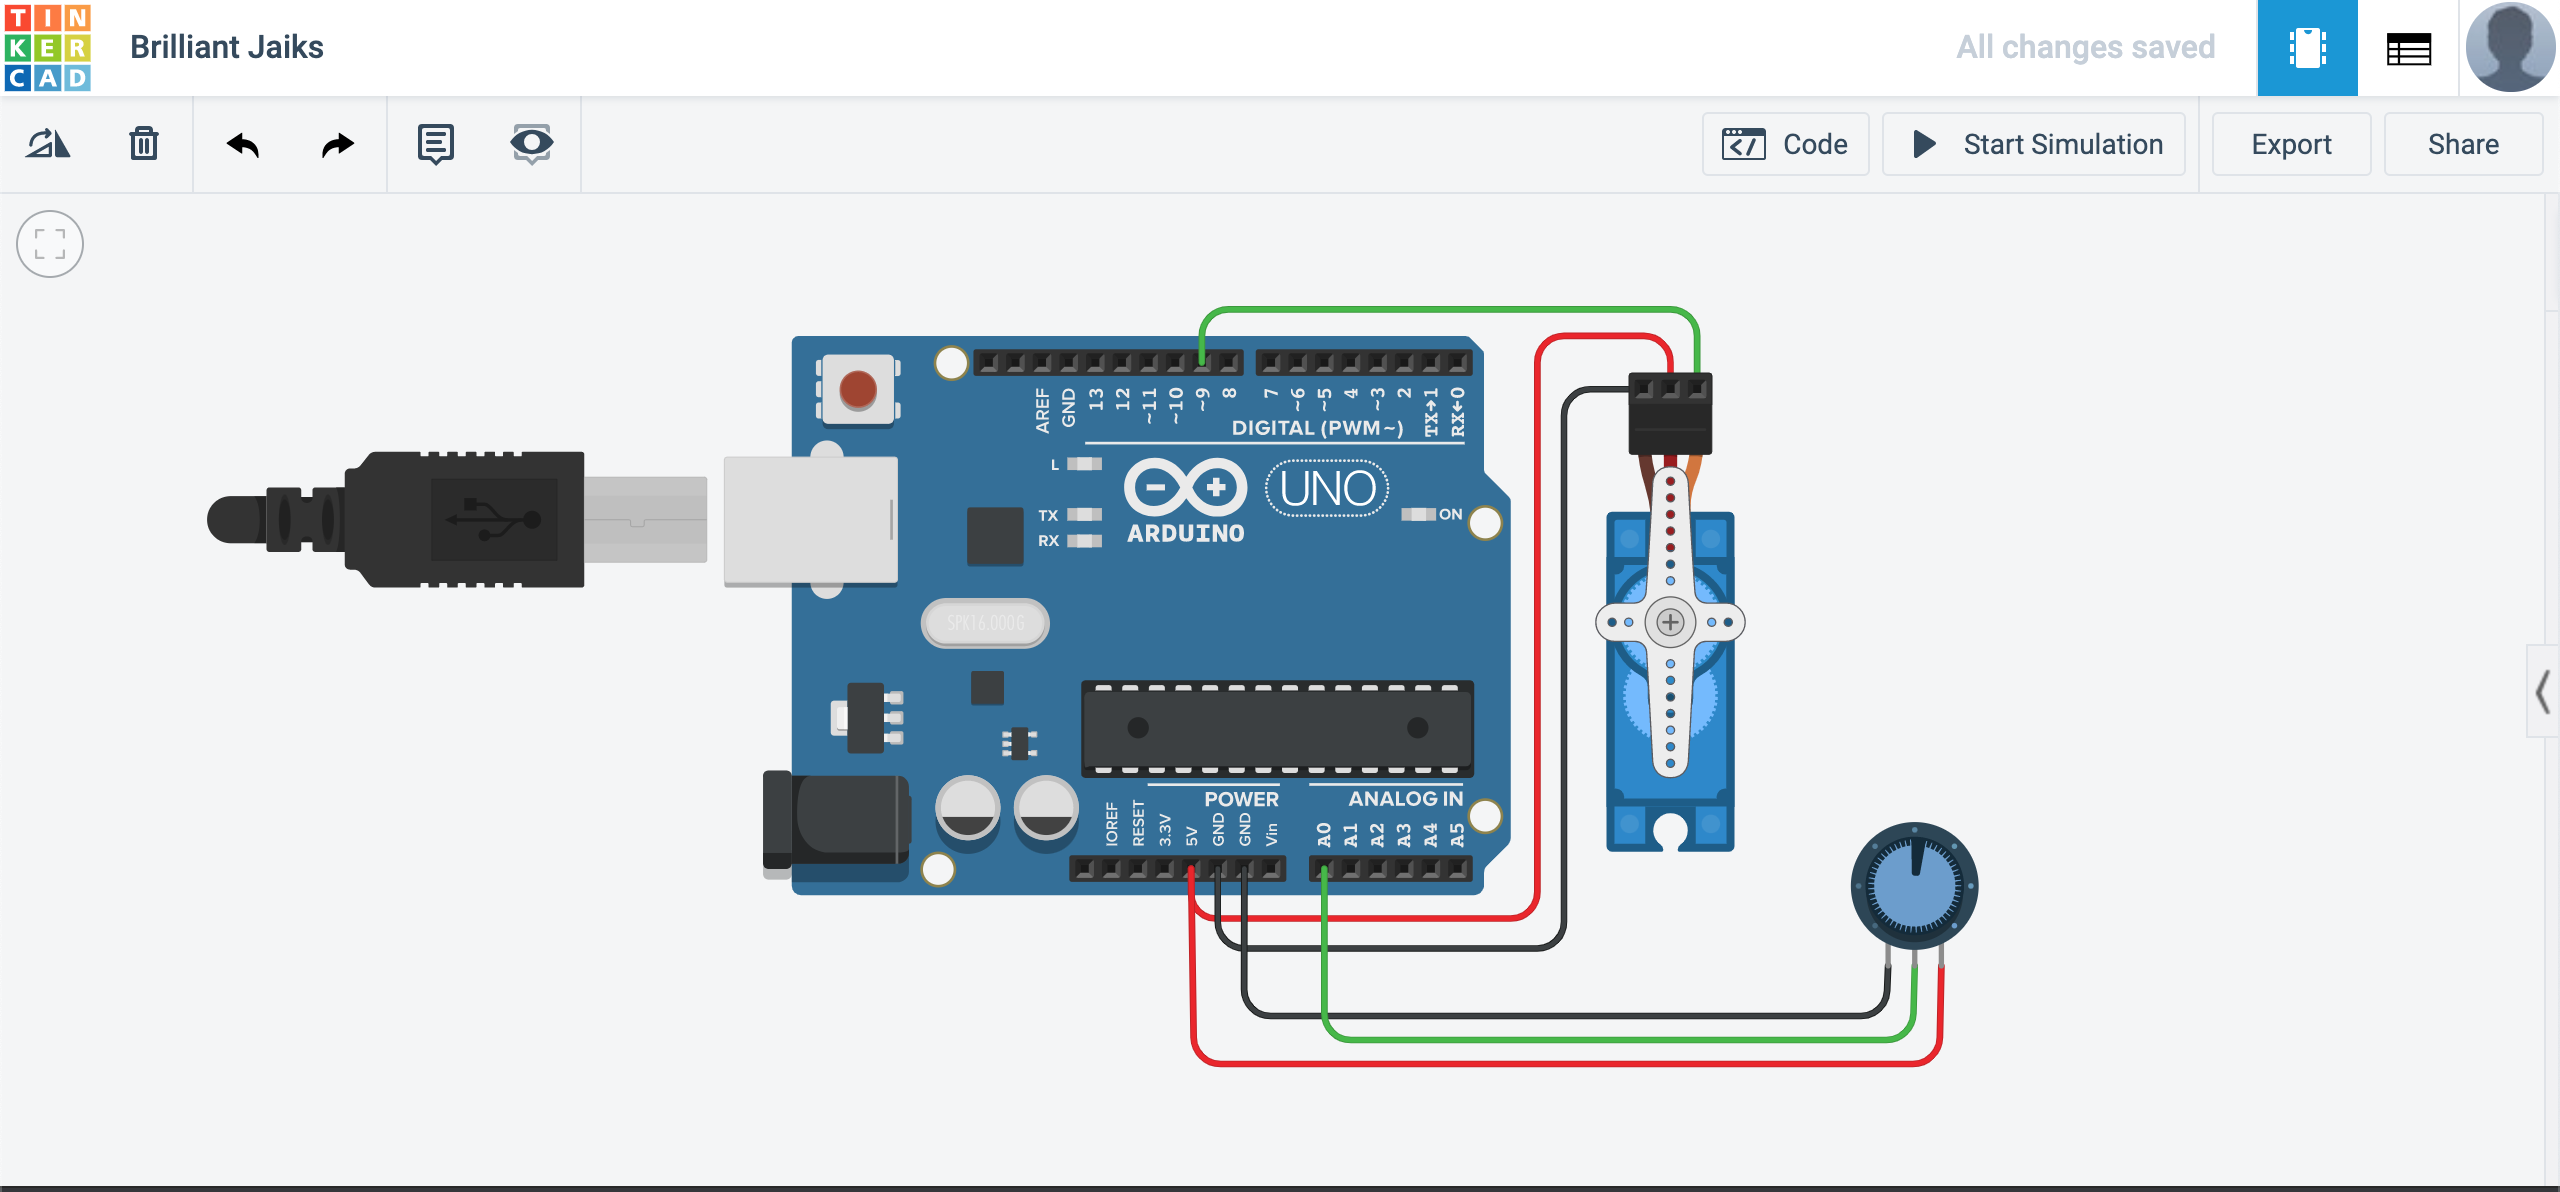 TIN
KER
CAD
Brilliant Jaiks
All changes saved
Code
Start Simulation
Export
Share
AREF
GND
13
12
~11
~10
~9
8
7
~6
~5
4
~3
2
TX→1
RX←0
DIGITAL (PWM~)
L
TX
RX
ARDUINO
UNO
ON
SPK16.000G
POWER
ANALOG IN
IOREF
RESET
3.3V
5V
GND
GND
Vin
A0
A1
A2
A3
A4
A5